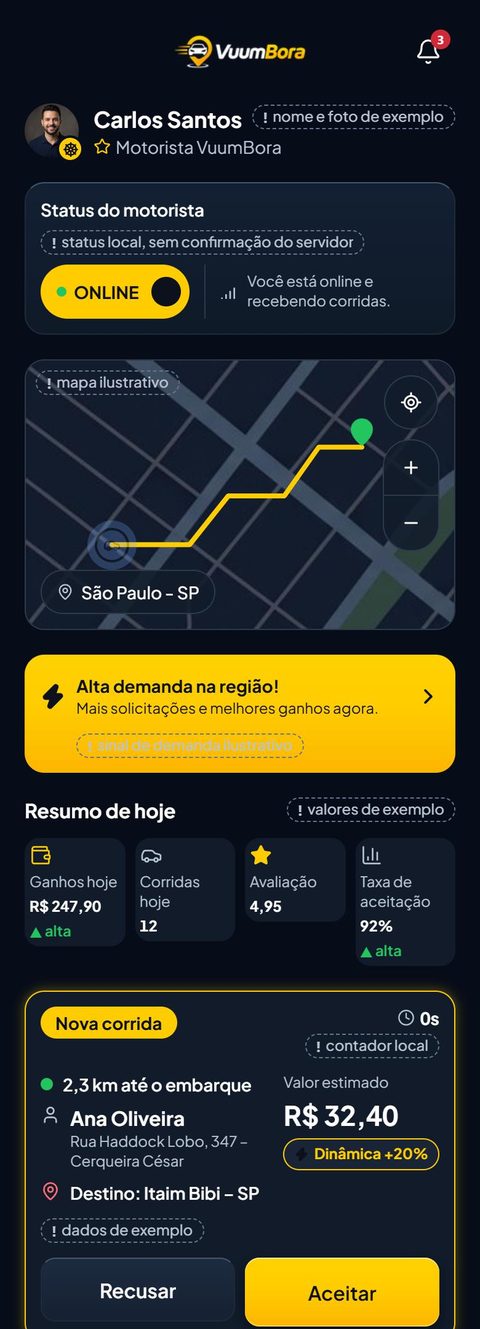 VuumBora
3
Carlos Santos
! nome e foto de exemplo
Motorista VuumBora
Status do motorista
! status local, sem confirmação do servidor
ONLINE
Você está online e
recebendo corridas.
! mapa ilustrativo
+
−
São Paulo - SP
Alta demanda na região!
Mais solicitações e melhores ganhos agora.
! sinal de demanda ilustrativo
Resumo de hoje
! valores de exemplo
Ganhos hoje
R$ 247,90
▲ alta
Corridas
hoje
12
Avaliação
4,95
Taxa de
aceitação
92%
▲ alta
Nova corrida
0s
! contador local
2,3 km até o embarque
Ana Oliveira
Rua Haddock Lobo, 347 –
Cerqueira César
Destino: Itaim Bibi – SP
! dados de exemplo
Valor estimado
R$ 32,40
Dinâmica +20%
Recusar
Aceitar